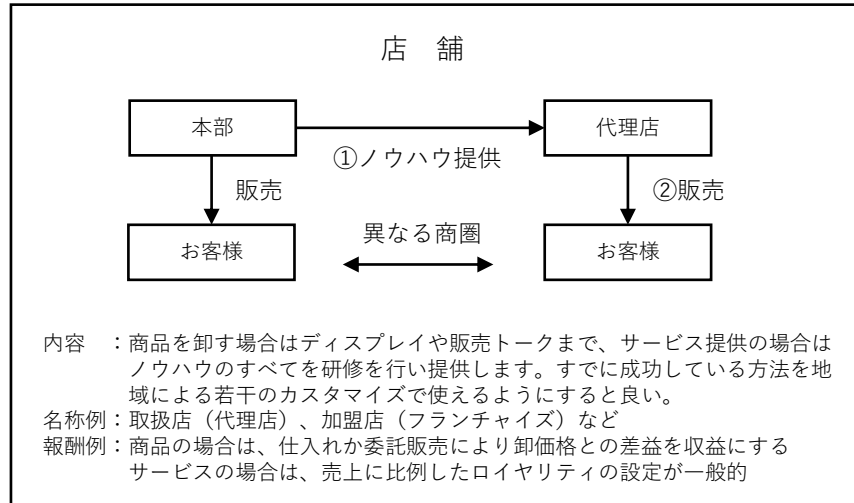 店　舗
本部
代理店
①ノウハウ提供
販売
②販売
お客様
異なる商圏
お客様
内容　：商品を卸す場合はディスプレイや販売トークまで、サービス提供の場合は
ノウハウのすべてを研修を行い提供します。すでに成功している方法を地
域による若干のカスタマイズで使えるようにすると良い。
名称例：取扱店（代理店）、加盟店（フランチャイズ）など
報酬例：商品の場合は、仕入れか委託販売により卸価格との差益を収益にする
サービスの場合は、売上に比例したロイヤリティの設定が一般的